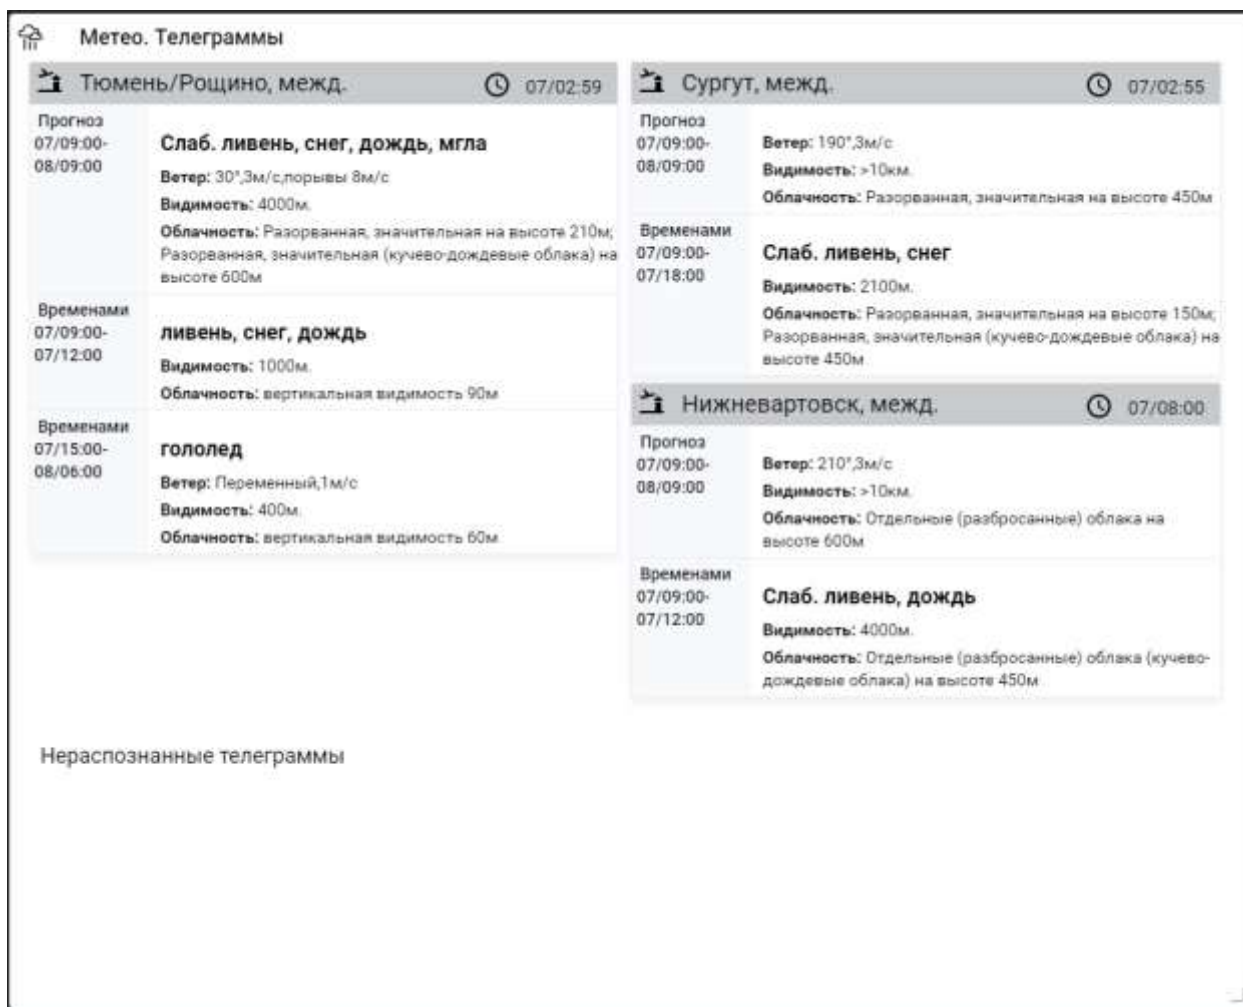 Метео. Телеграммы
Тюмень/Рощино, межд. 07/02:59
Прогноз
07/09:00-
08/09:00
Слаб. ливень, снег, дождь, мгла
Ветер: 30°,3м/с,порывы 8м/с
Видимость: 4000м.
Облачность: Разорванная, значительная на высоте 210м;
Разорванная, значительная (кучево-дождевые облака) на
высоте 600м
Временами
07/09:00-
07/12:00
ливень, снег, дождь
Видимость: 1000м.
Облачность: вертикальная видимость 90м
Временами
07/15:00-
08/06:00
гололед
Ветер: Переменный,1м/с
Видимость: 400м.
Облачность: вертикальная видимость 60м
Сургут, межд. 07/02:55
Прогноз
07/09:00-
08/09:00
Ветер: 190°,3м/с
Видимость: >10км.
Облачность: Разорванная, значительная на высоте 450м
Временами
07/09:00-
07/18:00
Слаб. ливень, снег
Видимость: 2100м.
Облачность: Разорванная, значительная на высоте 150м;
Разорванная, значительная (кучево-дождевые облака) на
высоте 450м
Нижневартовск, межд. 07/08:00
Прогноз
07/09:00-
08/09:00
Ветер: 210°,3м/с
Видимость: >10км.
Облачность: Отдельные (разбросанные) облака на
высоте 600м
Временами
07/09:00-
07/12:00
Слаб. ливень, дождь
Видимость: 4000м.
Облачность: Отдельные (разбросанные) облака (кучево-
дождевые облака) на высоте 450м
Нераспознанные телеграммы